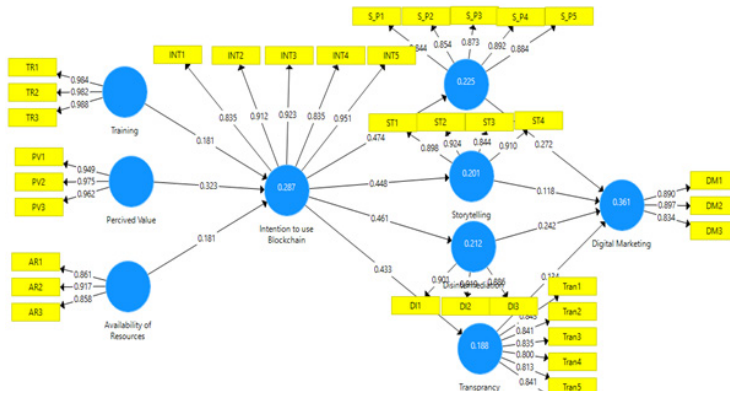 S_P1
S_P2
S_P3
S_P4
S_P5
0.844
0.854
0.873
0.892
0.884
0.225
TR1
TR2
TR3
0.984
0.982
0.988
Training
INT1
INT2
INT3
INT4
INT5
0.835
0.912
0.923
0.835
0.951
0.181
0.474
ST1
ST2
ST3
ST4
0.898
0.924
0.844
0.910
0.272
PV1
PV2
PV3
0.949
0.975
0.962
Percived Value
0.323
0.287
Intention to use
Blockchain
0.448
0.201
Storytelling
0.118
0.361
Digital Marketing
DM1
DM2
DM3
0.890
0.897
0.834
0.181
0.461
0.212
Disintermediation
0.242
0.433
AR1
AR2
AR3
0.861
0.917
0.858
Availability of
Resources
0.901
0.919
0.886
DI1
DI2
DI3
0.188
Transprancy
Tran1
Tran2
Tran3
Tran4
Tran5
0.841
0.835
0.800
0.813
0.841